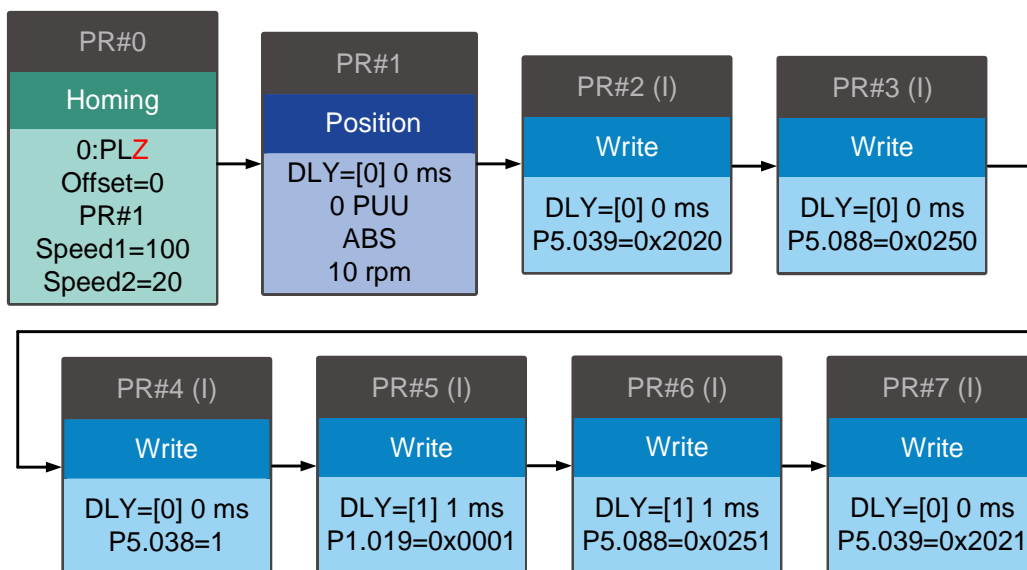 PR#0
Homing
0:PLZ
Offset=0
PR#1
Speed1=100
Speed2=20
PR#1
Position
DLY=[0] 0 ms
0 PUU
ABS
10 rpm
PR#2 (I)
Write
DLY=[0] 0 ms
P5.039=0x2020
PR#3 (I)
Write
DLY=[0] 0 ms
P5.088=0x0250
PR#4 (I)
Write
DLY=[0] 0 ms
P5.038=1
PR#5 (I)
Write
DLY=[1] 1 ms
P1.019=0x0001
PR#6 (I)
Write
DLY=[1] 1 ms
P5.088=0x0251
PR#7 (I)
Write
DLY=[0] 0 ms
P5.039=0x2021